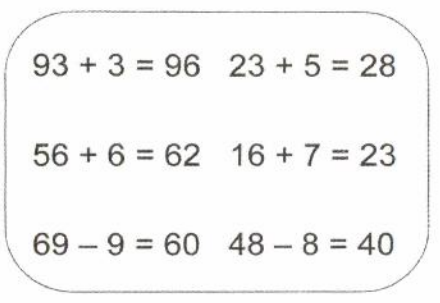 93 + 3 = 96 23 + 5 = 28
56 + 6 = 62 16 + 7 = 23
69 – 9 = 60 48 – 8 = 40